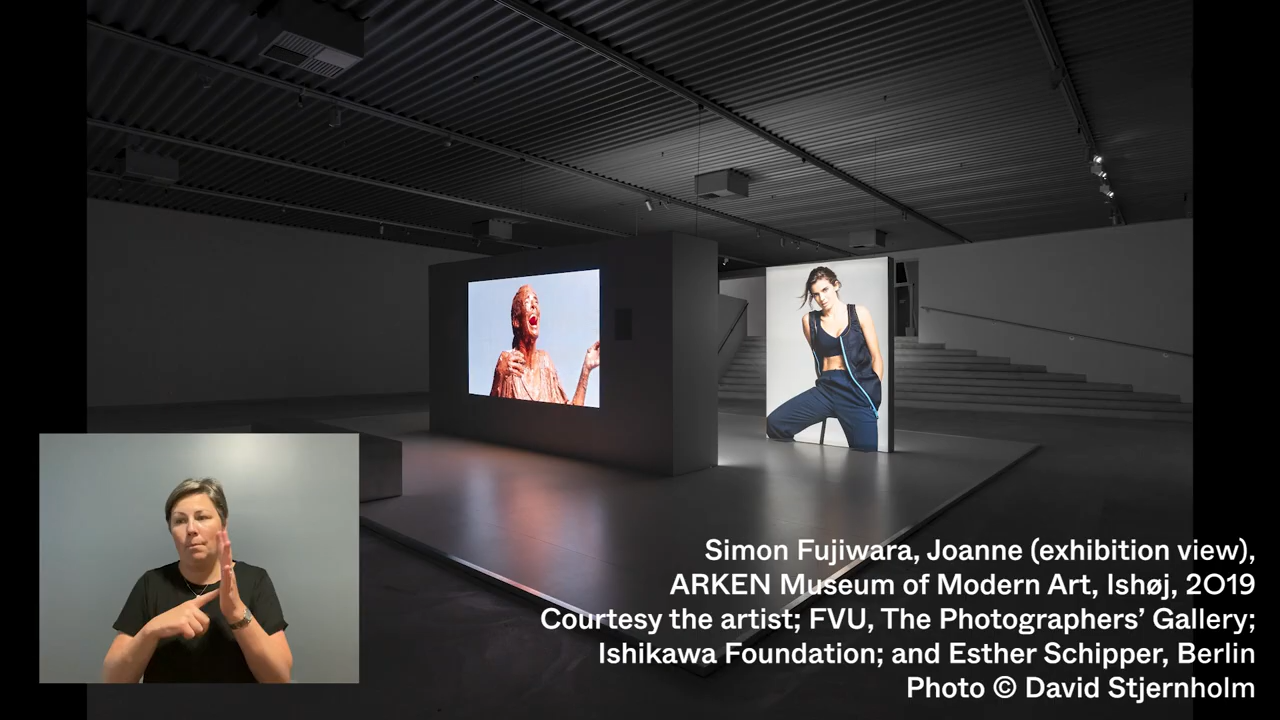 Simon Fujiwara, Joanne (exhibition view),
ARKEN Museum of Modern Art, Ishøj, 2019
Courtesy the artist; FVU, The Photographers’ Gallery;
Ishikawa Foundation; and Esther Schipper, Berlin
Photo © David Stjernholm